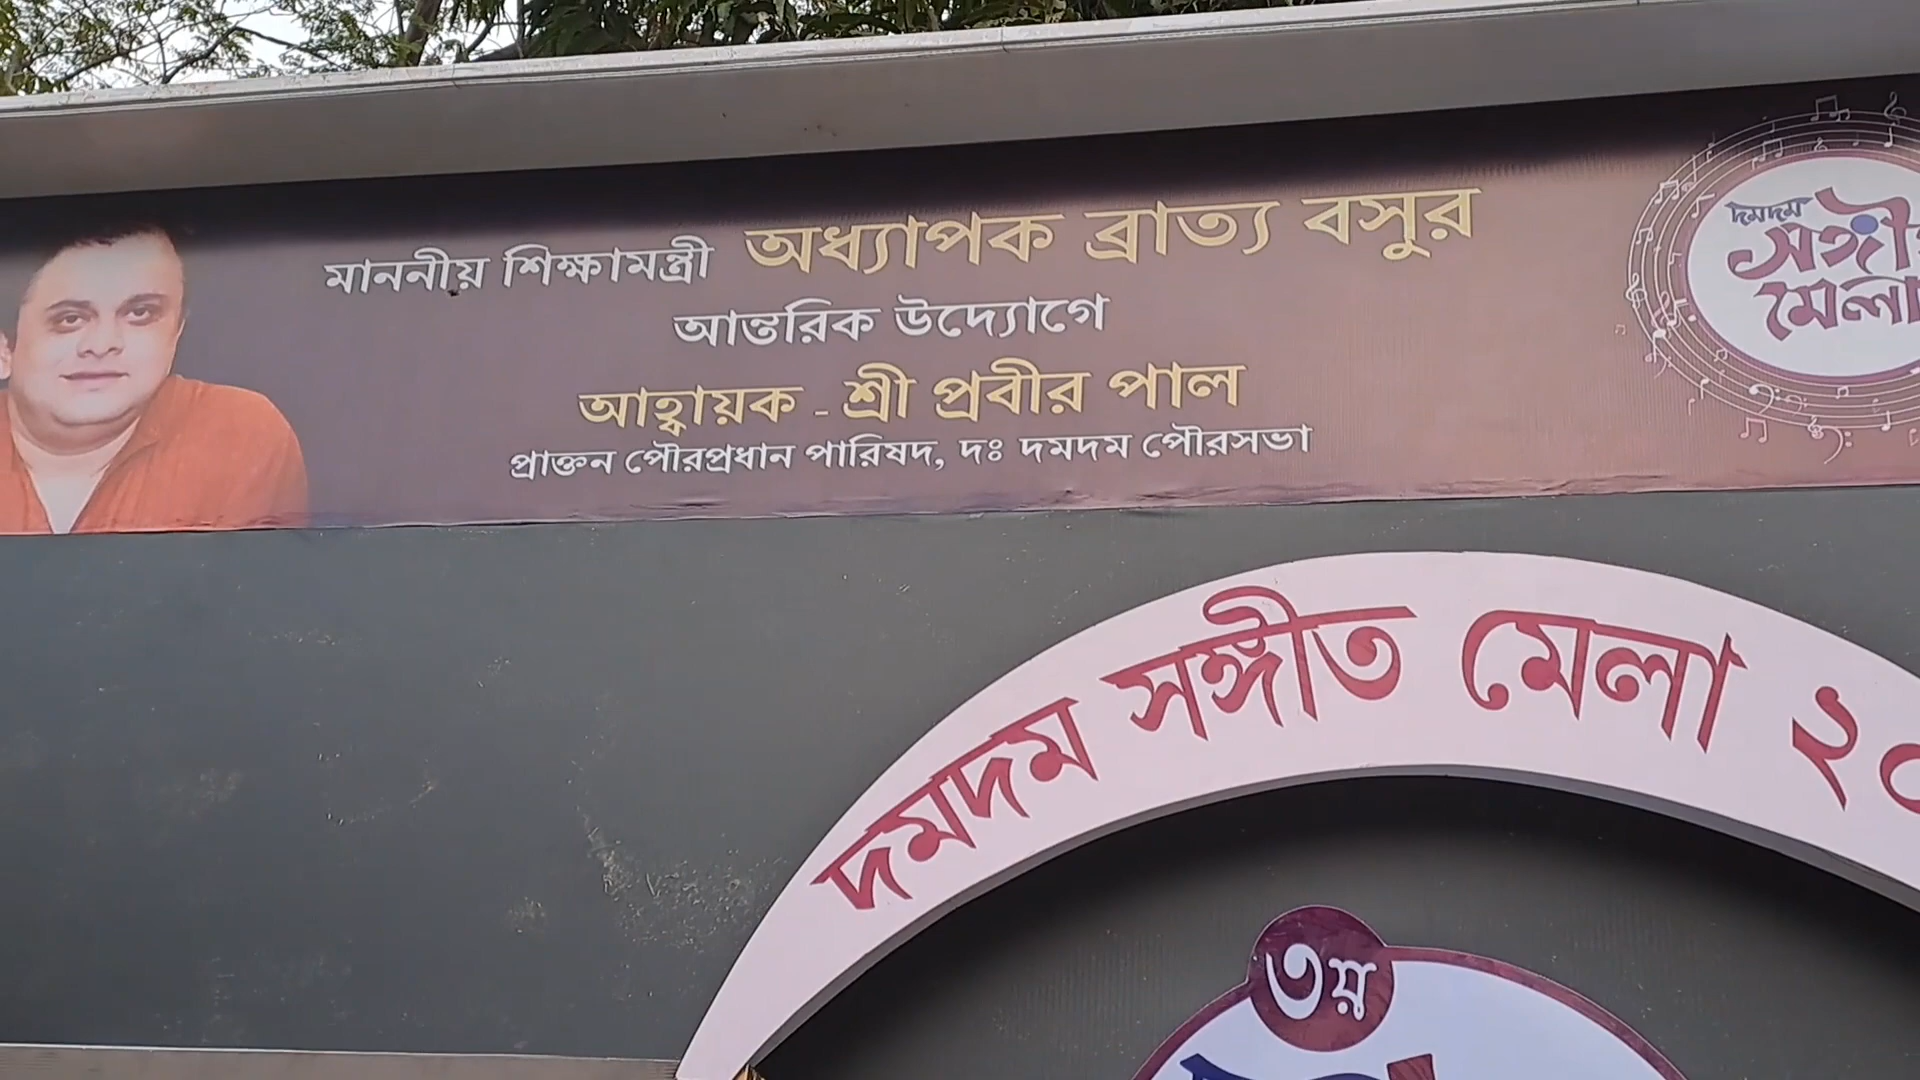 মাননীয় শিক্ষামন্ত্রী অধ্যাপক ব্রাত্য বসুর
আন্তরিক উদ্যোগে
আহ্বায়ক - শ্রী প্রবীর পাল
প্রাক্তন পৌরপ্রধান পারিষদ, দঃ দমদম পৌরসভা
দমদম
সঙ্গী
মেলা
দমদম সঙ্গীত মেলা ২০
৩য়